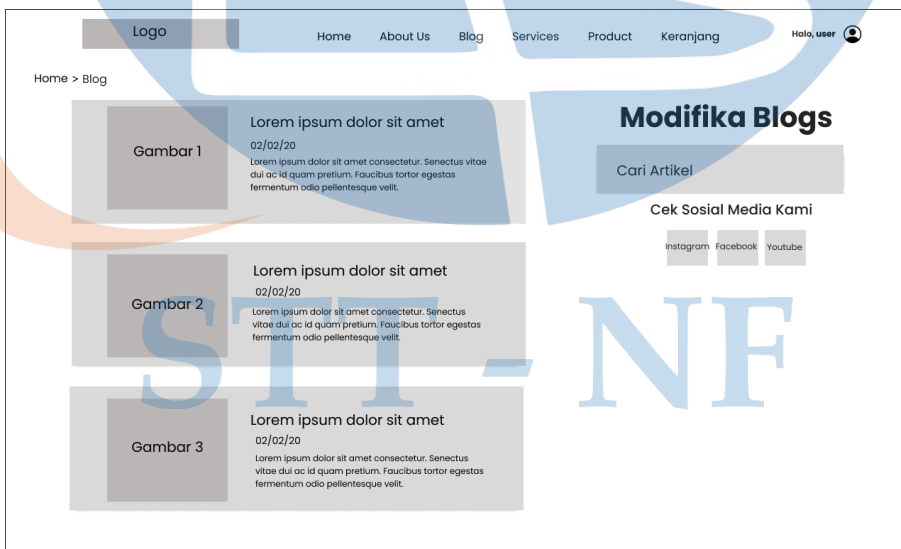 Logo
Home About Us Blog Services Product Keranjang Halo, user
Home > Blog
Gambar 1
Lorem ipsum dolor sit amet
02/02/20
Lorem ipsum dolor sit amet consectetur. Senectus vitae
dui ac id quam pretium. Faucibus tortor egestas
fermentum odio pellentesque velit.
Gambar 2
Lorem ipsum dolor sit amet
02/02/20
Lorem ipsum dolor sit amet consectetur. Senectus
vitae dui ac id quam pretium. Faucibus tortor egestas
fermentum odio pellentesque velit.
Gambar 3
Lorem ipsum dolor sit amet
02/02/20
Lorem ipsum dolor sit amet consectetur. Senectus
vitae dui ac id quam pretium. Faucibus tortor egestas
fermentum odio pellentesque velit.
Modifika Blogs
Cari Artikel
Cek Sosial Media Kami
Instagram Facebook Youtube
STT - NF